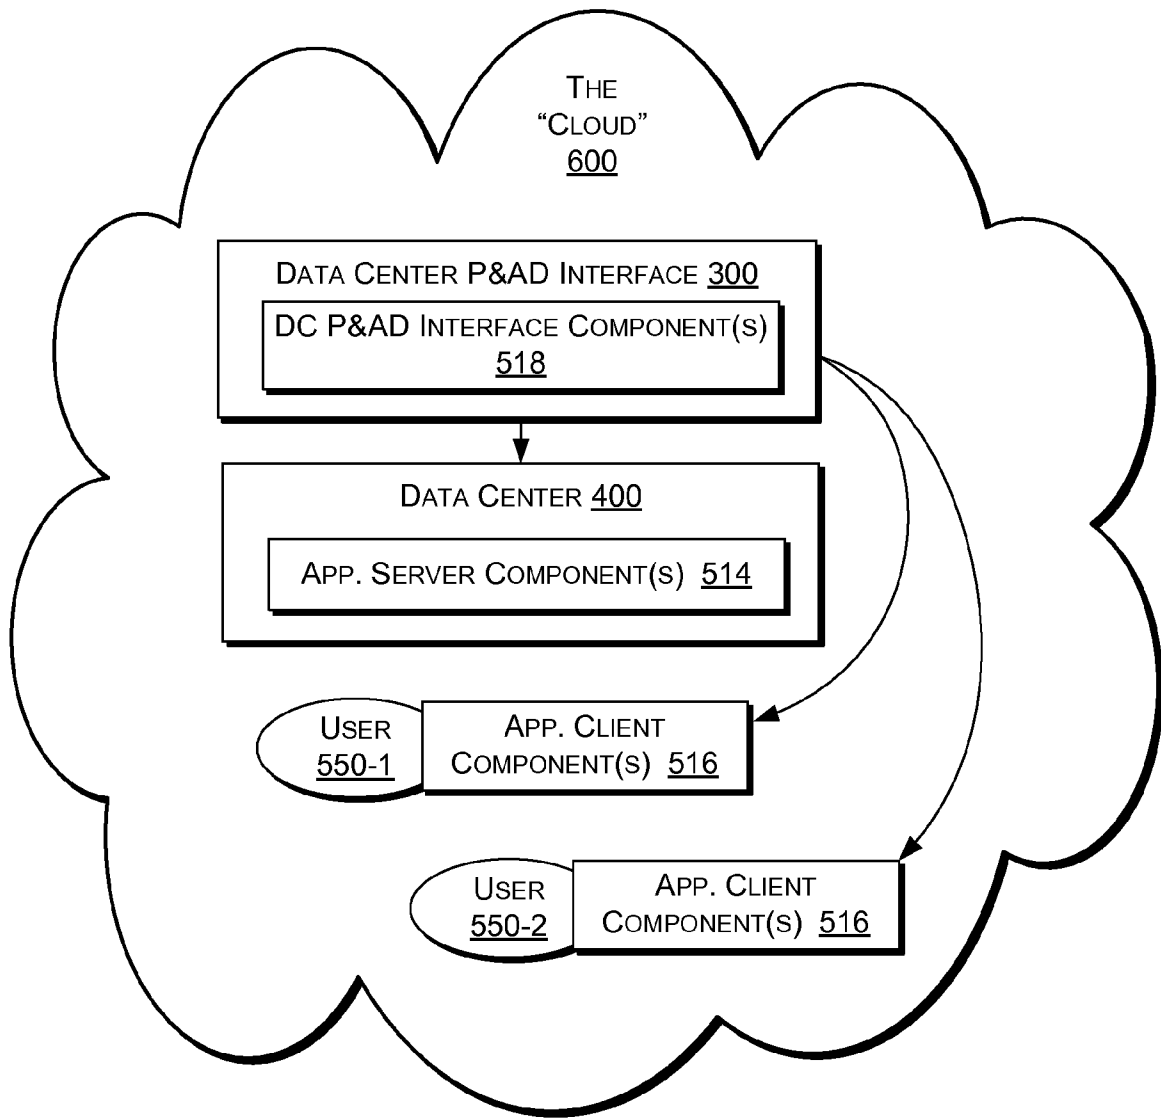 THE
“CLOUD”
600
DATA CENTER P&AD INTERFACE 300
DC P&AD INTERFACE COMPONENT(S)
518
DATA CENTER 400
APP. SERVER COMPONENT(S) 514
USER
550-1
APP. CLIENT
COMPONENT(S) 516
USER
550-2
APP. CLIENT
COMPONENT(S) 516